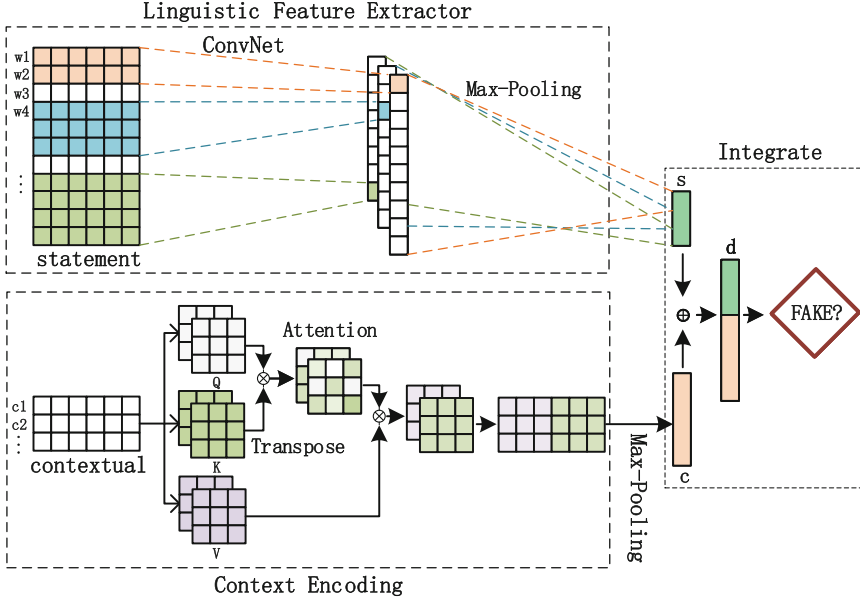 Linguistic Feature Extractor
ConvNet
w1
w2
w3
w4
⋮
statement
Max-Pooling
Integrate
s
d
⊕
FAKE?
c
Attention
Q
⊗
c1
c2
⋮
contextual
K
Transpose
⊗
V
Max-Pooling
Context Encoding